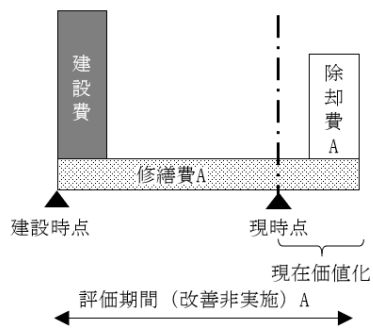 建設費
除却費A
修繕費A
建設時点
現時点
現在価値化
評価期間（改善非実施）A